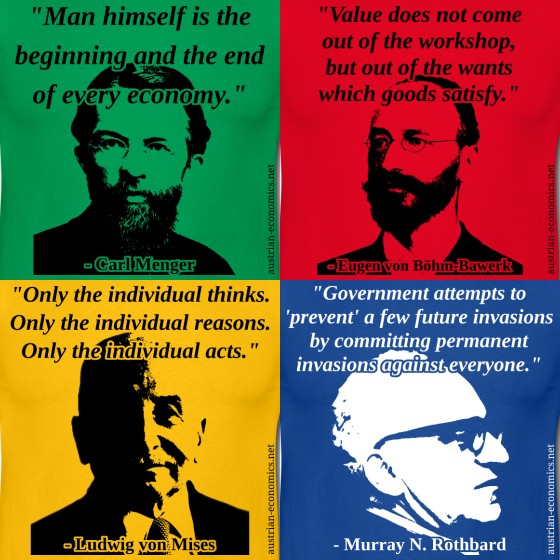 "Man himself is the
beginning and the end
of every economy."
- Carl Menger
austrian-economics.net
"Value does not come
out of the workshop,
but out of the wants
which goods satisfy."
- Eugen von Böhm-Bawerk
austrian-economics.net
"Only the individual thinks.
Only the individual reasons.
Only the individual acts."
- Ludwig von Mises
austrian-economics.net
"Government attempts to
'prevent' a few future invasions
by committing permanent
invasions against everyone."
- Murray N. Rothbard
austrian-economics.net